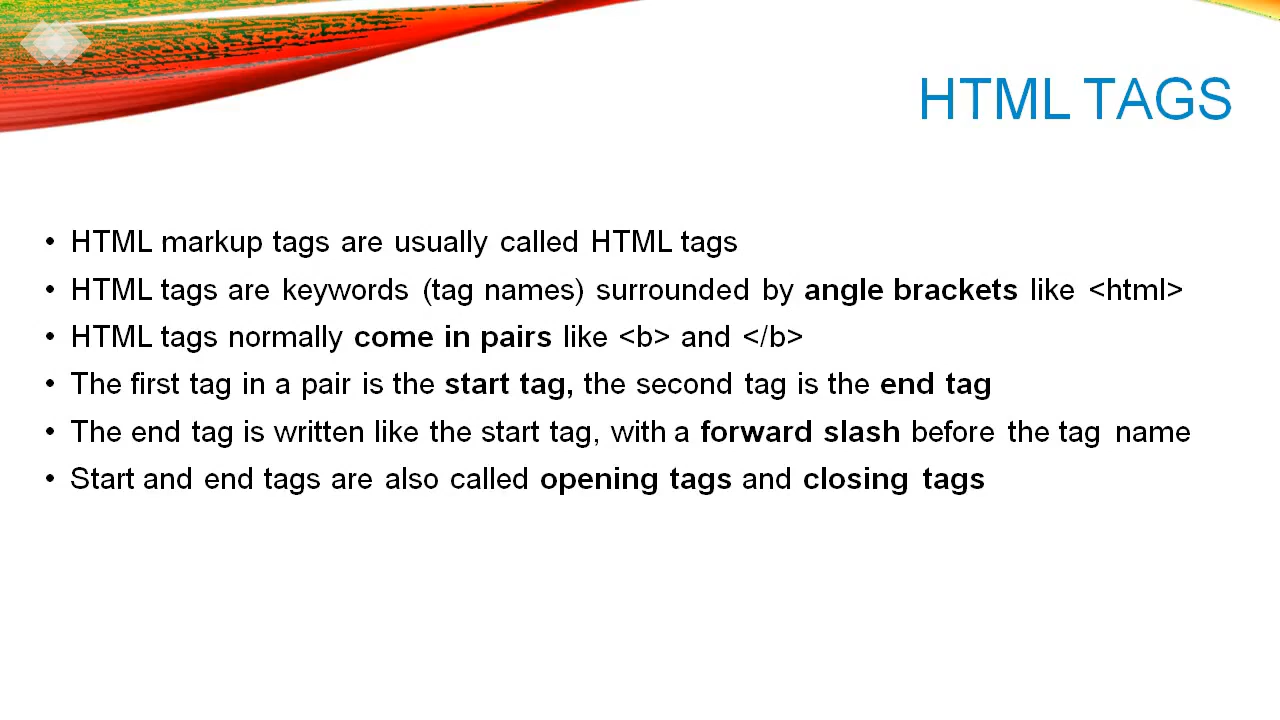 HTML TAGS
• HTML markup tags are usually called HTML tags
• HTML tags are keywords (tag names) surrounded by angle brackets like <html>
• HTML tags normally come in pairs like <b> and </b>
• The first tag in a pair is the start tag, the second tag is the end tag
• The end tag is written like the start tag, with a forward slash before the tag name
• Start and end tags are also called opening tags and closing tags